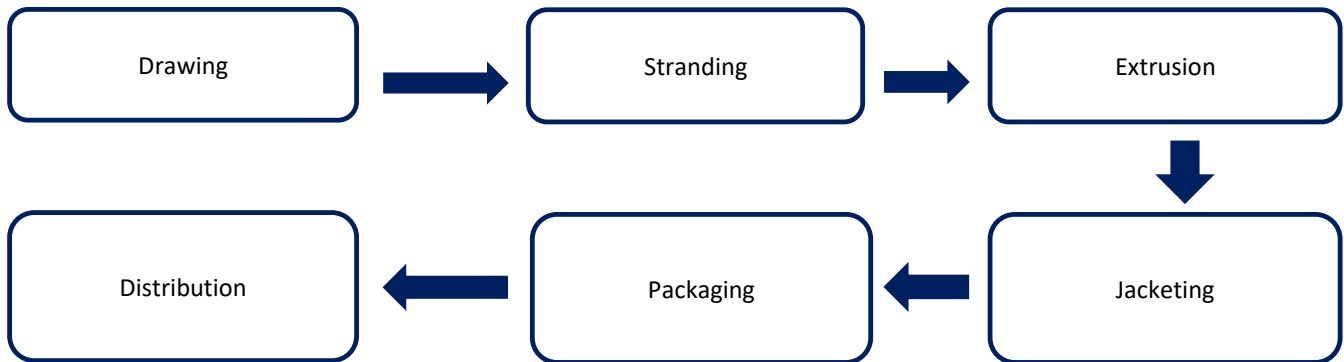 Drawing
Stranding
Extrusion
Jacketing
Packaging
Distribution